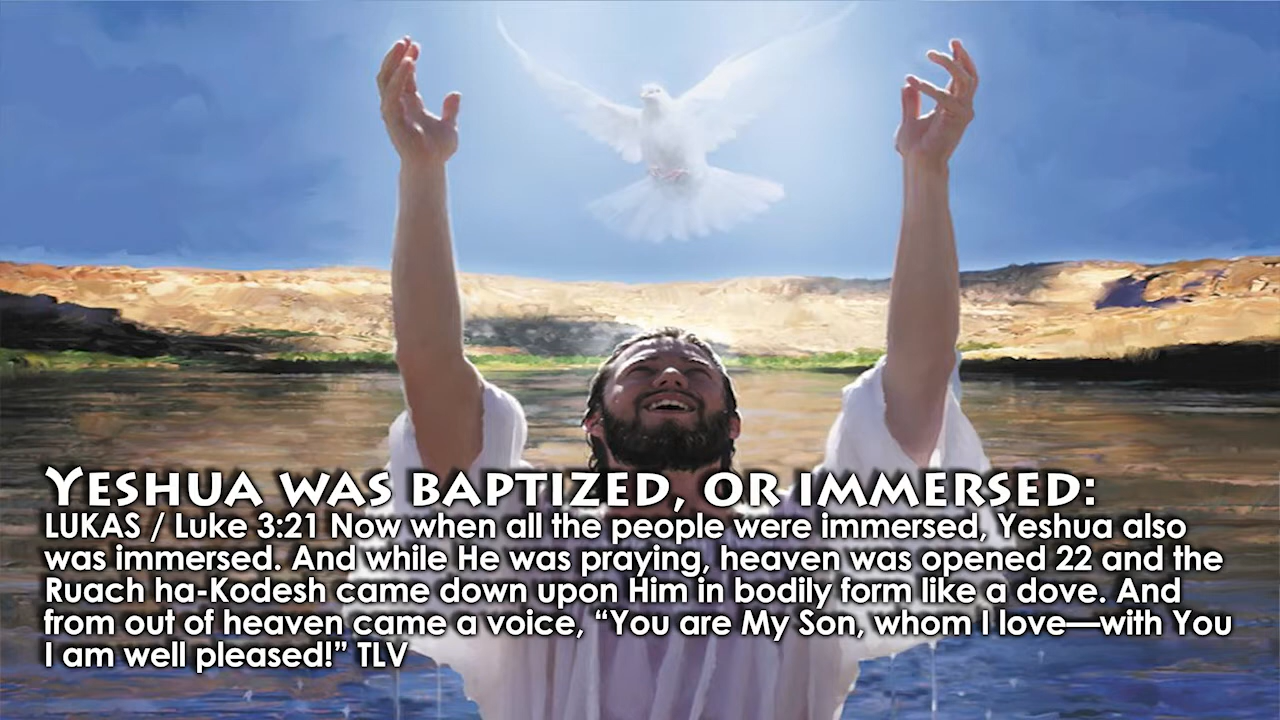 Yeshua was baptized, or immersed:
LUKAS / Luke 3:21 Now when all the people were immersed, Yeshua also
was immersed. And while He was praying, heaven was opened 22 and the
Ruach ha-Kodesh came down upon Him in bodily form like a dove. And
from out of heaven came a voice, “You are My Son, whom I love—with You
I am well pleased!” TLV